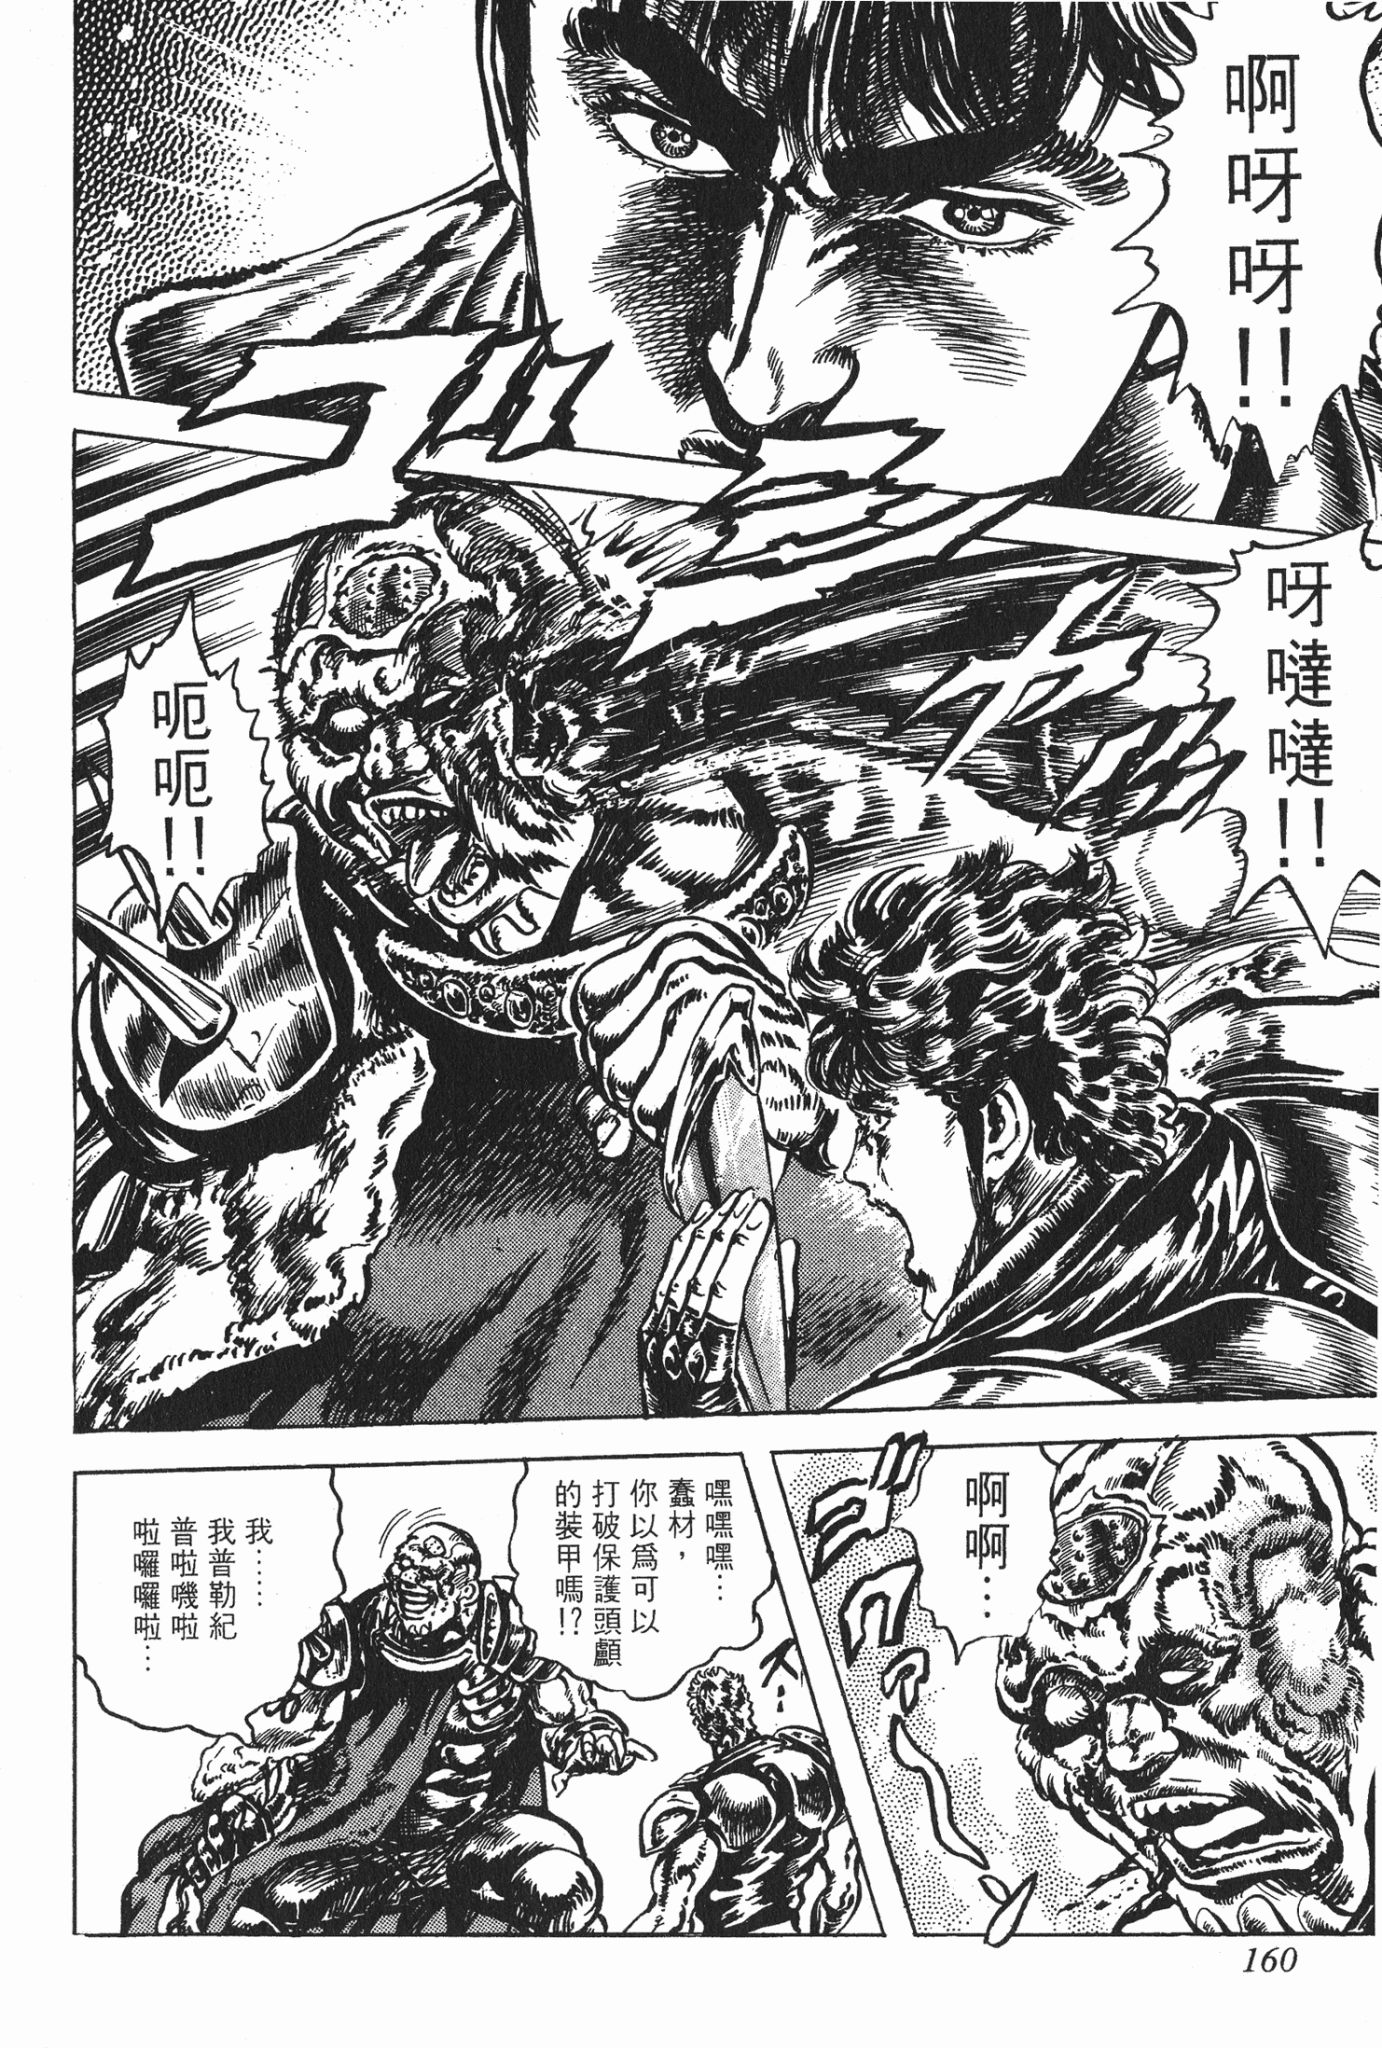 啊呀呀!!
呀噠噠!!
呃呃!!
啊啊…
嘿嘿嘿…
蠢材，
你以爲可以
打破保護頭顱
的裝甲嗎!?
我……
我普勒紀
普啦嘰啦
啦囉囉啦…
160